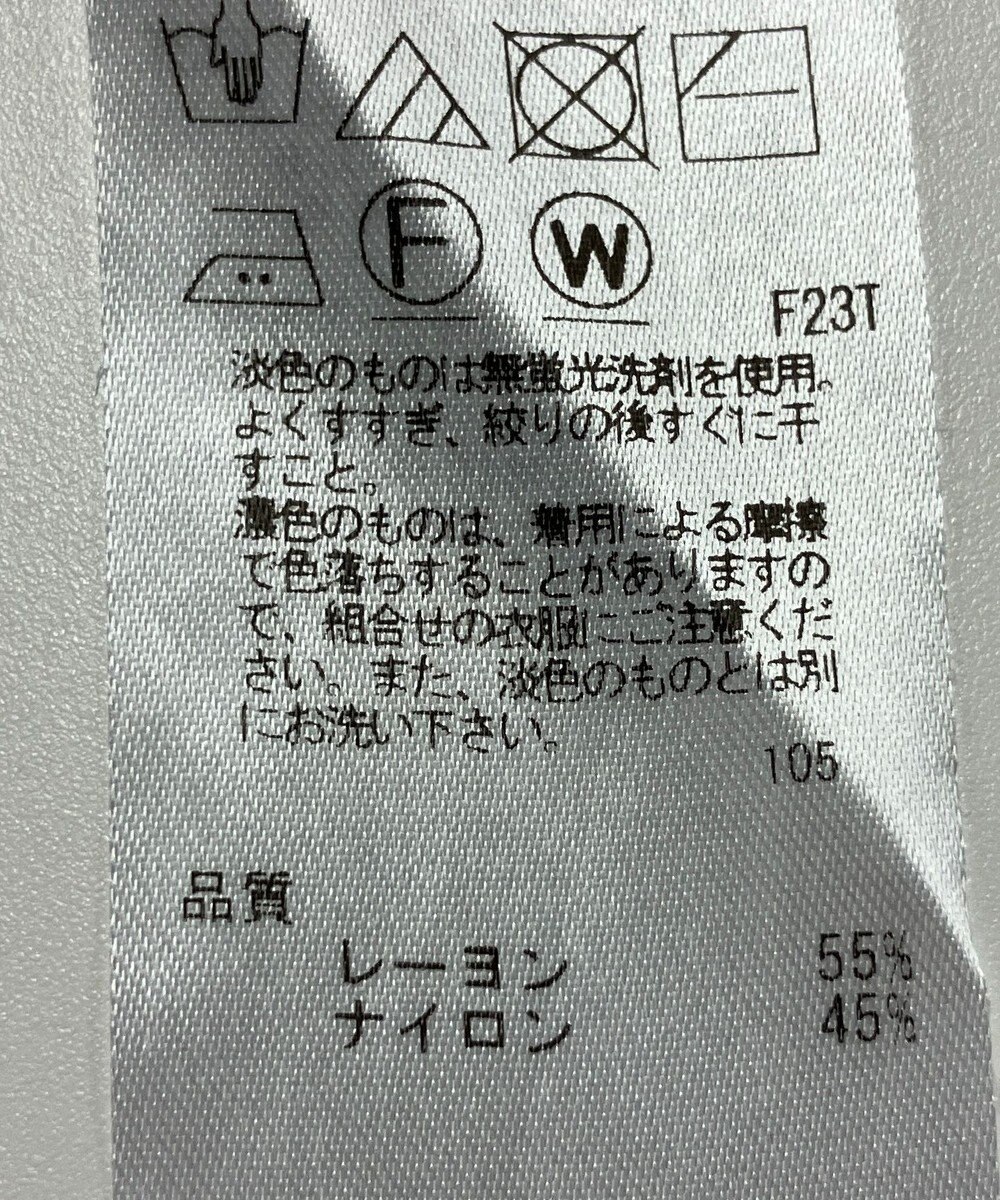 F
W
F23T
淡色のものは無蛍光洗剤を使用。
よくすすぎ、絞りの後すぐに干
すこと。
濃色のものは、着用による摩擦
で色落ちすることがありますの
で、組合せの衣服にご注意くだ
さい。また、淡色のものとは別
にお洗い下さい。
105
品質
レーヨン 55%
ナイロン 45%